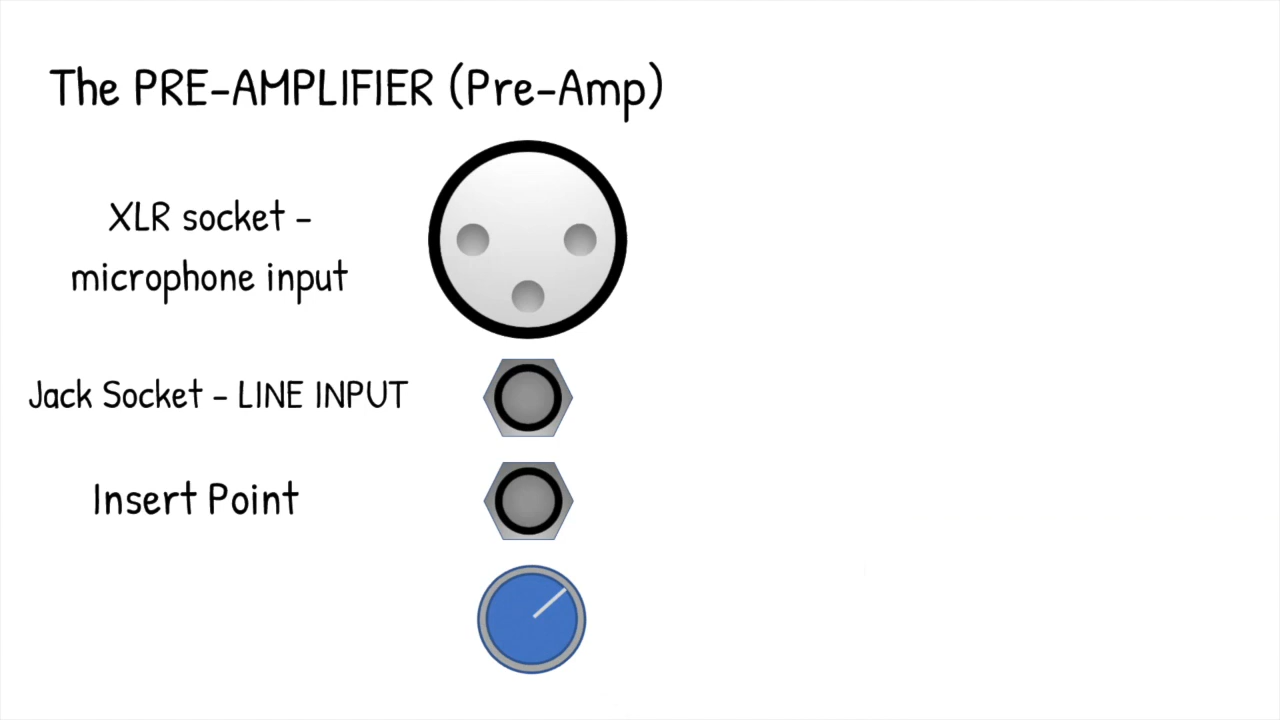 The PRE-AMPLIFIER (Pre-Amp)
XLR socket -
microphone input
Jack Socket - LINE INPUT
Insert Point